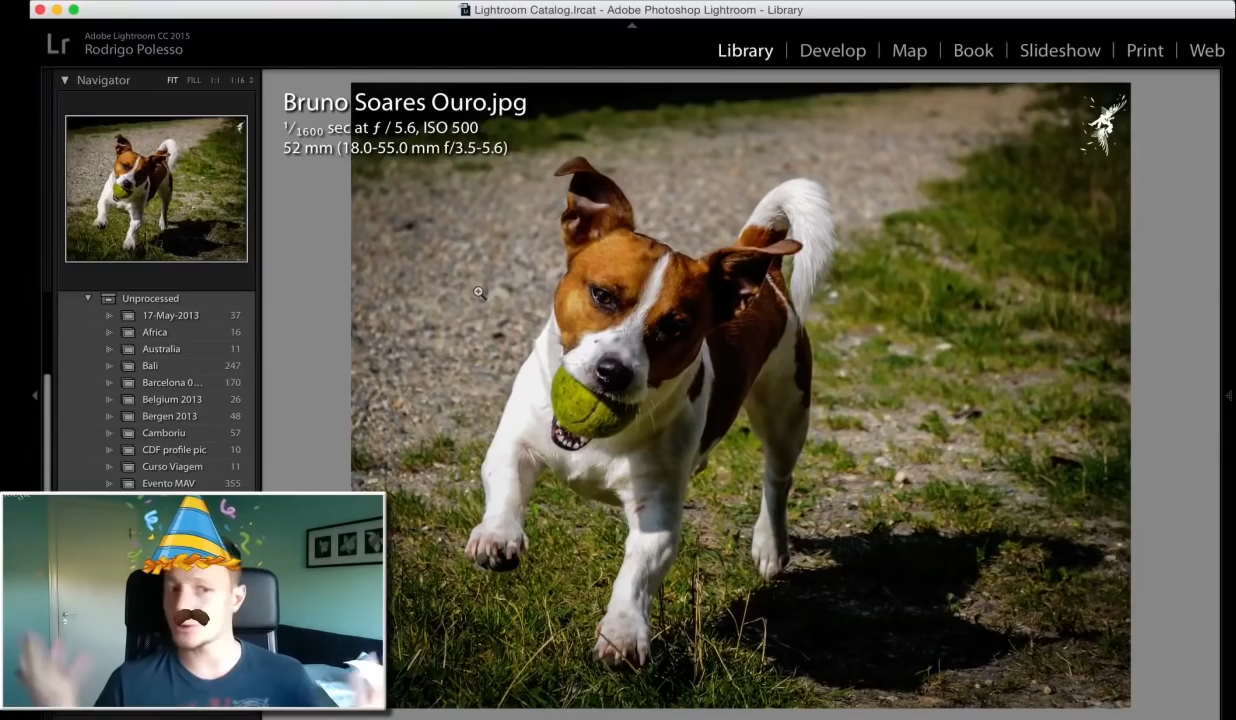 Lightroom Catalog.lrcat - Adobe Photoshop Lightroom - Library
Lr
Adobe Lightroom CC 2015
Rodrigo Polesso
Library | Develop | Map | Book | Slideshow | Print | Web
Navigator FIT FILL 1:1 1:16
Bruno Soares Ouro.jpg
1/1600 sec at ƒ / 5.6, ISO 500
52 mm (18.0-55.0 mm f/3.5-5.6)
Unprocessed
17-May-2013 37
Africa 16
Australia 11
Bali 247
Barcelona 0... 170
Belgium 2013 26
Bergen 2013 48
Camboriu 57
CDF profile pic 10
Curso Viagem 11
Evento MAV 355